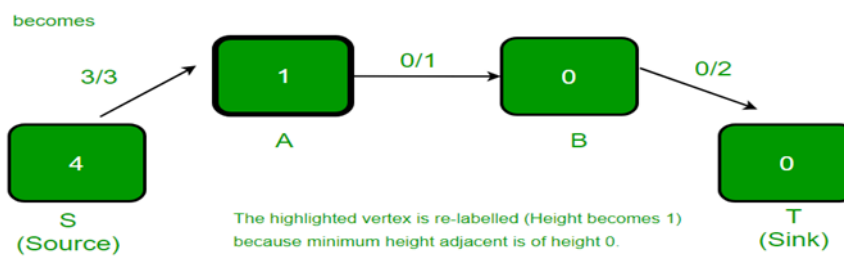 becomes
3/3
1
0/1
0
0/2
A
B
4
0
S
(Source)
The highlighted vertex is re-labelled (Height becomes 1)
because minimum height adjacent is of height 0.
T
(Sink)